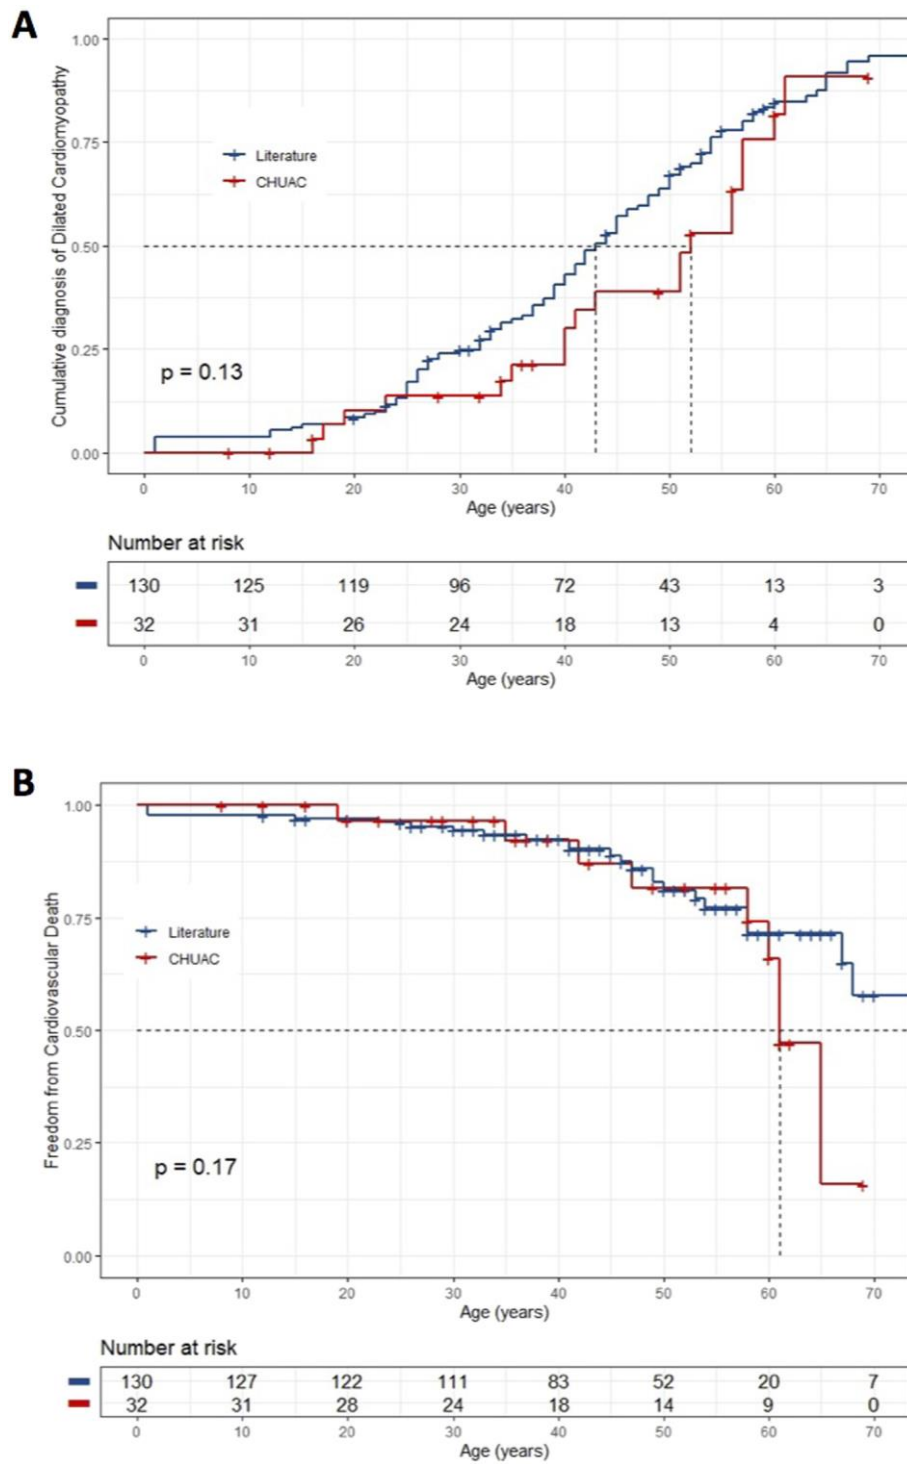 A
Cumulative diagnosis of Dilated Cardiomyopathy
1.00
0.75
0.50
0.25
0.00
Literature
CHUAC
p = 0.13
0 10 20 30 40 50 60 70
Age (years)
Number at risk
130 125 119 96 72 43 13 3
32 31 26 24 18 13 4 0
0 10 20 30 40 50 60 70
Age (years)
B
Freedom from Cardiovascular Death
1.00
0.75
0.50
0.25
0.00
Literature
CHUAC
p = 0.17
0 10 20 30 40 50 60 70
Age (years)
Number at risk
130 127 122 111 83 52 20 7
32 31 28 24 18 14 9 0
0 10 20 30 40 50 60 70
Age (years)